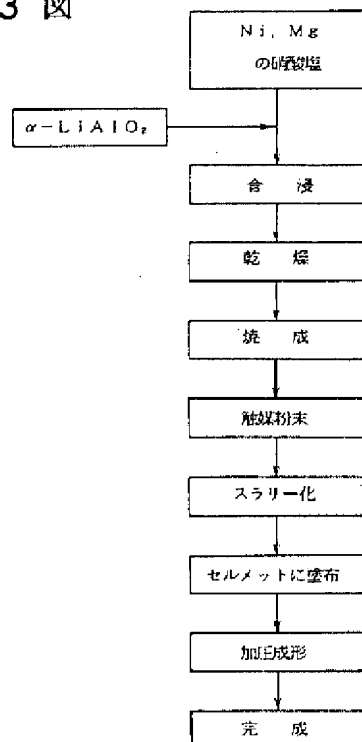 3 図
Ni, Mg
の硝酸塩
α-LiAlO₂
含 浸
乾 燥
焼 成
触媒粉末
スラリー化
セルメットに塗布
加圧成形
完 成